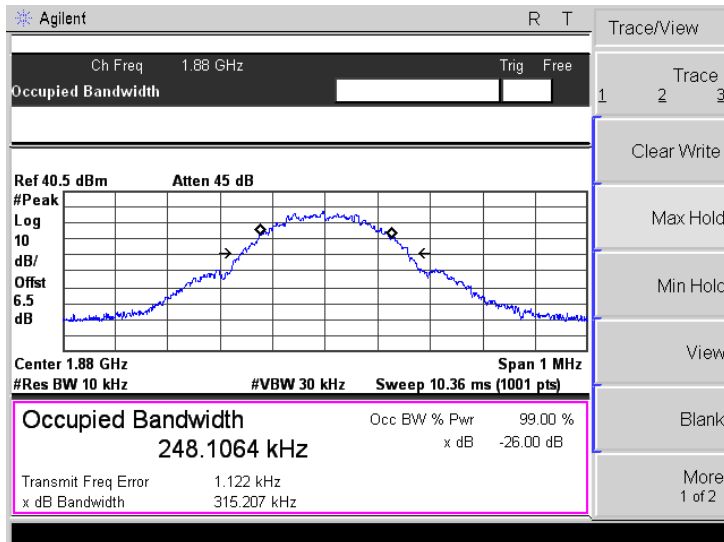 Agilent R T
Trace/View
Ch Freq 1.88 GHz Trig Free
Occupied Bandwidth
Trace
1 2 3
Clear Write
Max Hold
Min Hold
View
Blank
More
1 of 2
Ref 40.5 dBm Atten 45 dB
#Peak
Log
10
dB/
Offst
6.5
dB
Center 1.88 GHz Span 1 MHz
#Res BW 10 kHz #VBW 30 kHz Sweep 10.36 ms (1001 pts)
Occupied Bandwidth Occ BW % Pwr 99.00 %
248.1064 kHz x dB -26.00 dB
Transmit Freq Error 1.122 kHz
x dB Bandwidth 315.207 kHz